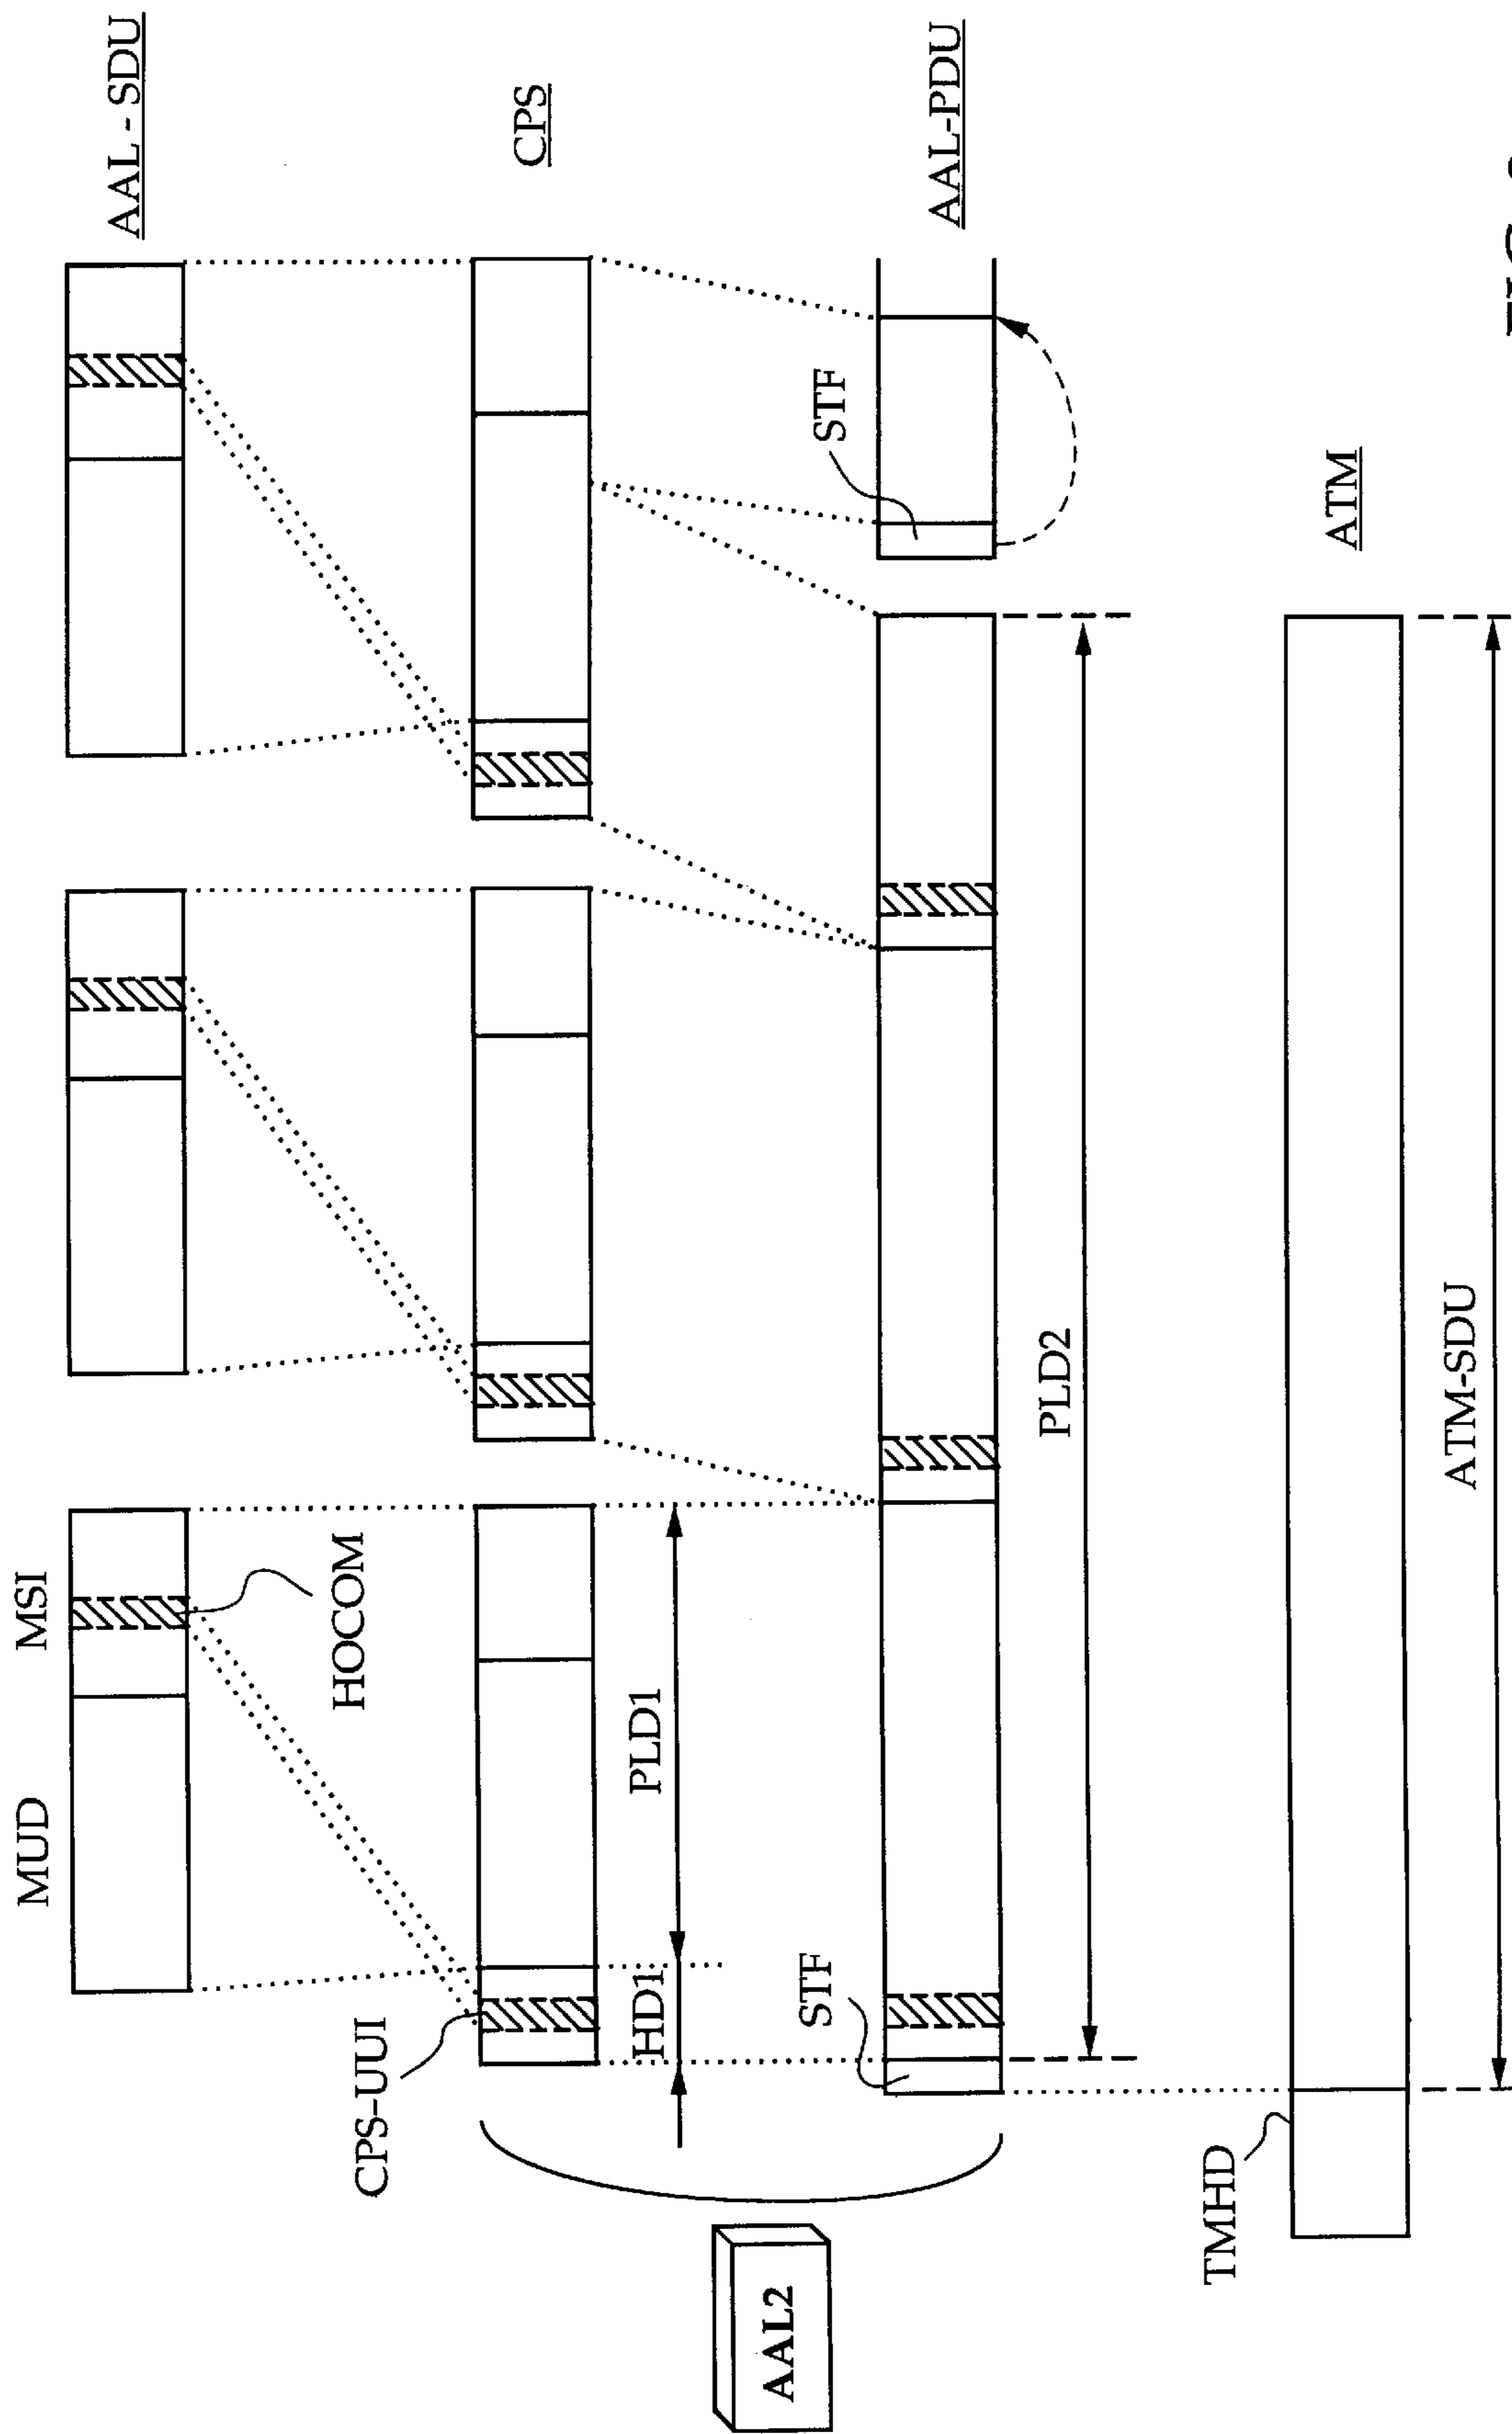 MUD
MSI
AAL - SDU
HOCOM
CPS-UUI
CPS
HD1
PLD1
AAL2
STF
STF
AAL-PDU
PLD2
TMHD
ATM
ATM-SDU